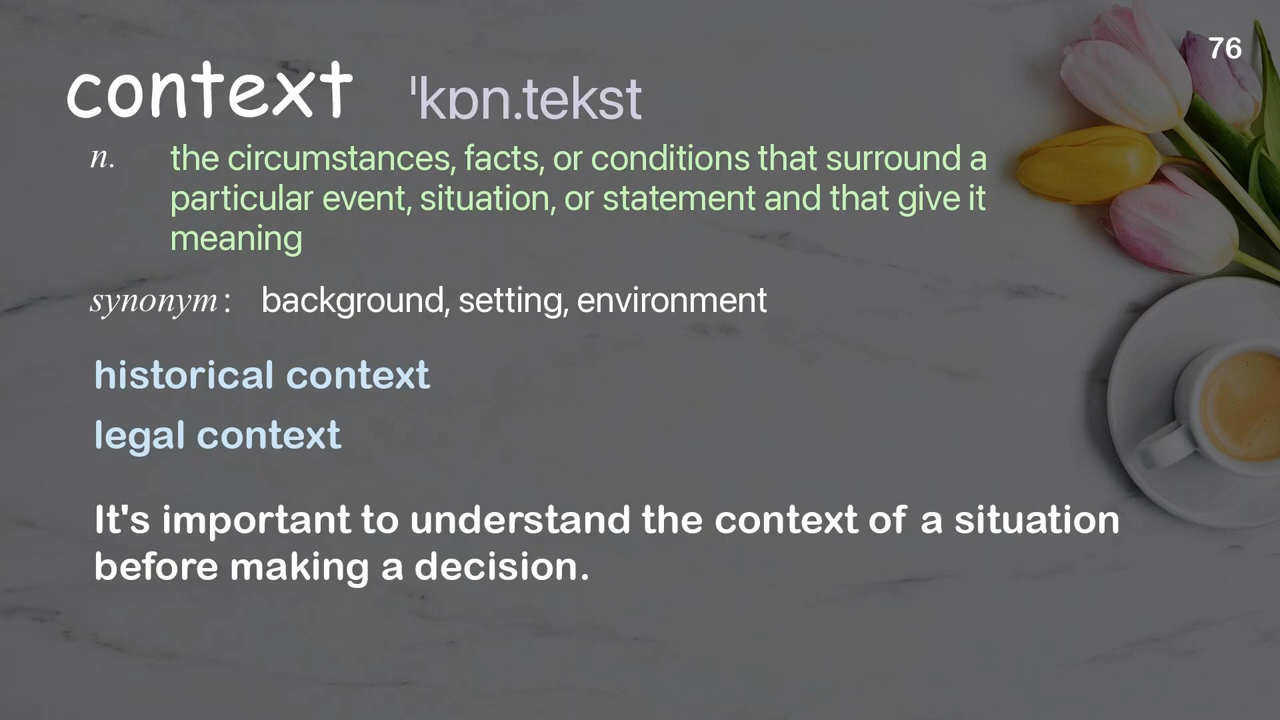 76
context ˈkɒn.tekst
n. the circumstances, facts, or conditions that surround a
particular event, situation, or statement and that give it
meaning
synonym: background, setting, environment
historical context
legal context
It's important to understand the context of a situation
before making a decision.